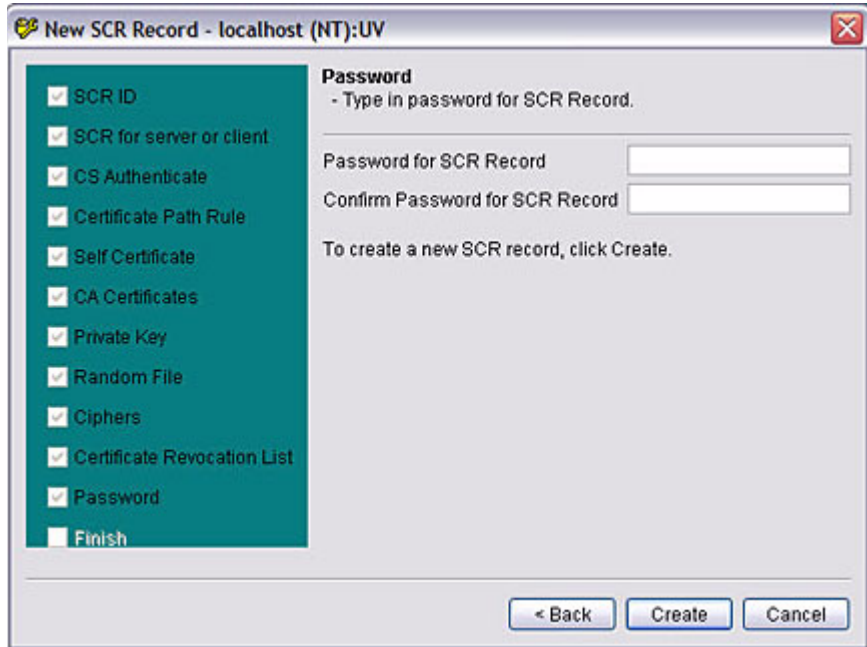 New SCR Record - localhost (NT):UV
SCR ID
SCR for server or client
CS Authenticate
Certificate Path Rule
Self Certificate
CA Certificates
Private Key
Random File
Ciphers
Certificate Revocation List
Password
Finish
Password
- Type in password for SCR Record.
Password for SCR Record
Confirm Password for SCR Record
To create a new SCR record, click Create.
< Back
Create
Cancel